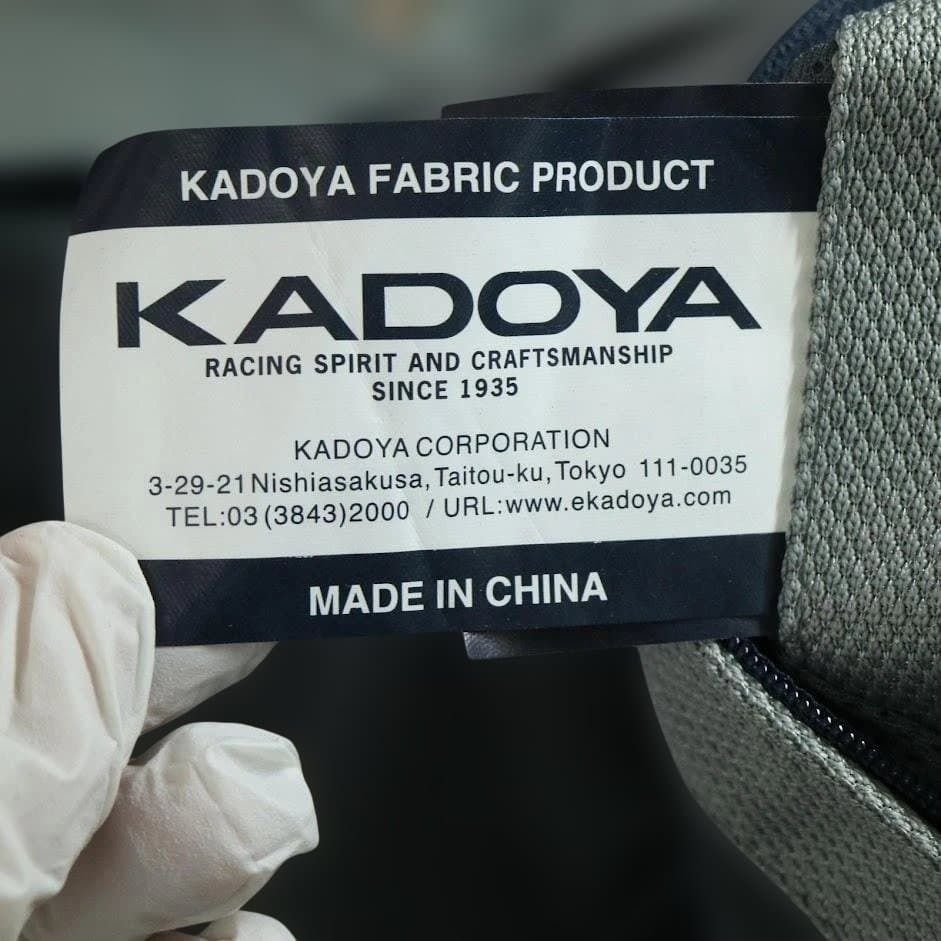 KADOYA FABRIC PRODUCT
KADOYA
RACING SPIRIT AND CRAFTSMANSHIP
SINCE 1935
KADOYA CORPORATION
3-29-21 Nishiasakusa, Taitou-ku, Tokyo 111-0035
TEL:03(3843)2000 / URL:www.ekadoya.com
MADE IN CHINA